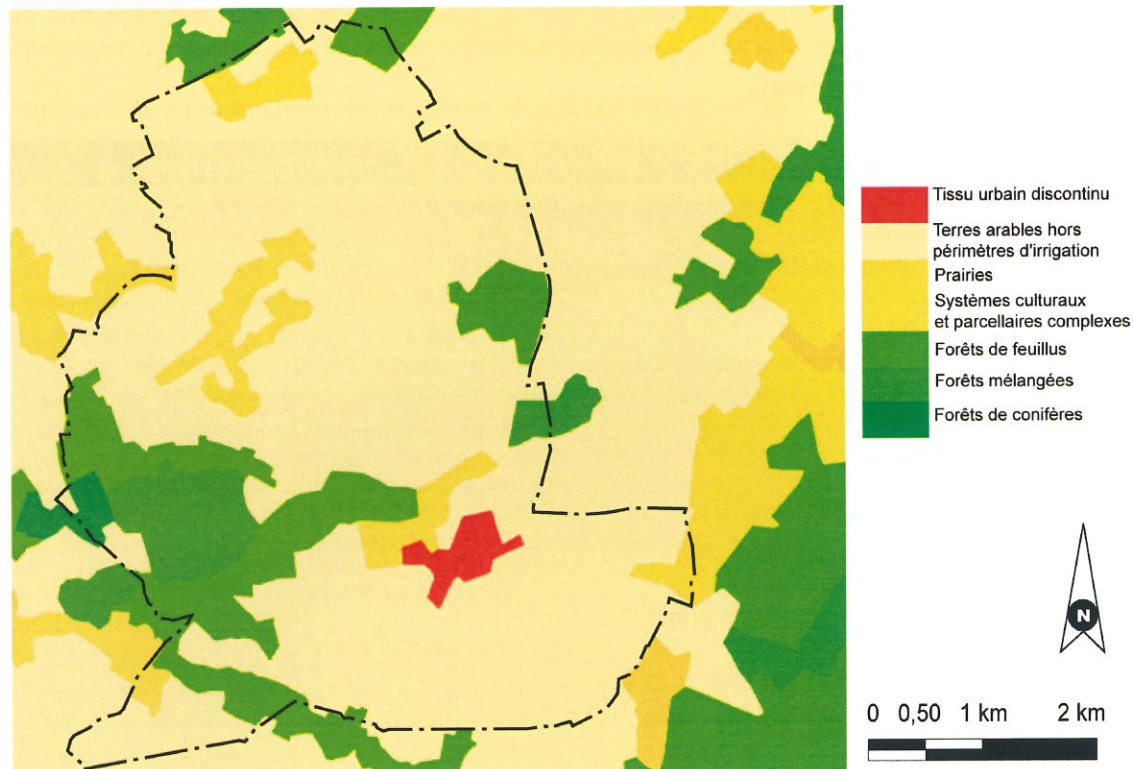 Tissu urbain discontinu
Terres arables hors
périmètres d'irrigation
Prairies
Systèmes culturaux
et parcellaires complexes
Forêts de feuillus
Forêts mélangées
Forêts de conifères
N
0 0,50 1 km 2 km